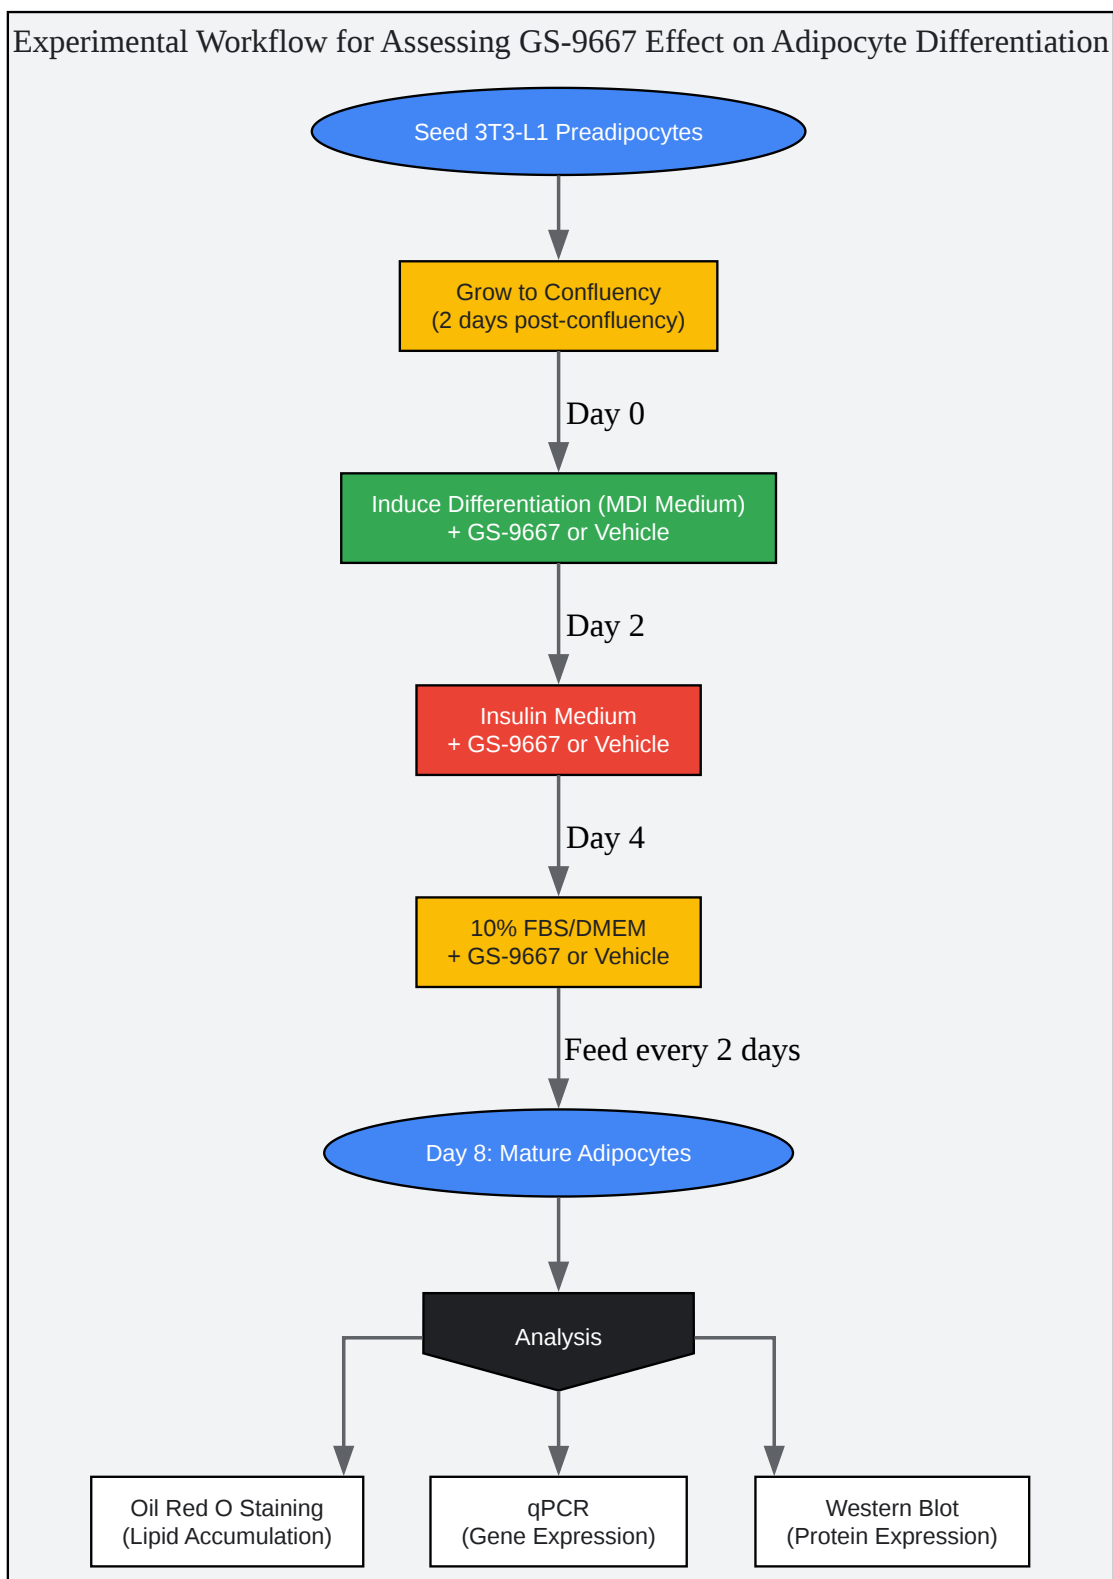 Experimental Workflow for Assessing GS-9667 Effect on Adipocyte Differentiation
Seed 3T3-L1 Preadipocytes
Grow to Confluency
(2 days post-confluency)
Day 0
Induce Differentiation (MDI Medium)
+ GS-9667 or Vehicle
Day 2
Insulin Medium
+ GS-9667 or Vehicle
Day 4
10% FBS/DMEM
+ GS-9667 or Vehicle
Feed every 2 days
Day 8: Mature Adipocytes
Analysis
Oil Red O Staining
(Lipid Accumulation)
qPCR
(Gene Expression)
Western Blot
(Protein Expression)